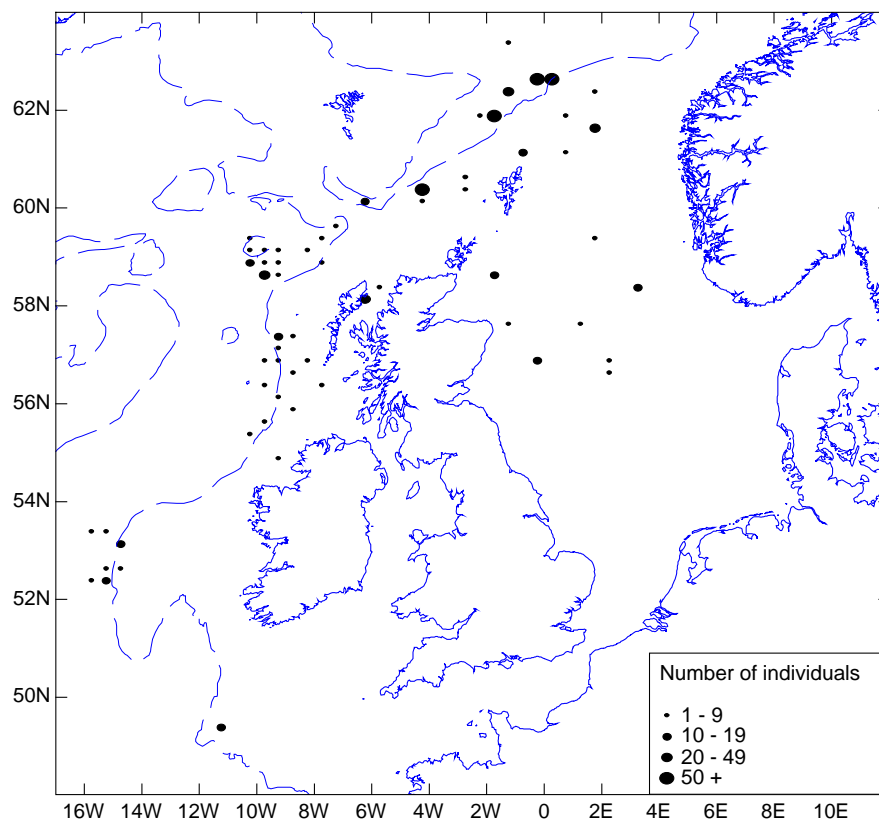 62N
60N
58N
56N
54N
52N
50N
Number of individuals
1 - 9
10 - 19
20 - 49
50 +
16W 14W 12W 10W 8W 6W 4W 2W 0 2E 4E 6E 8E 10E